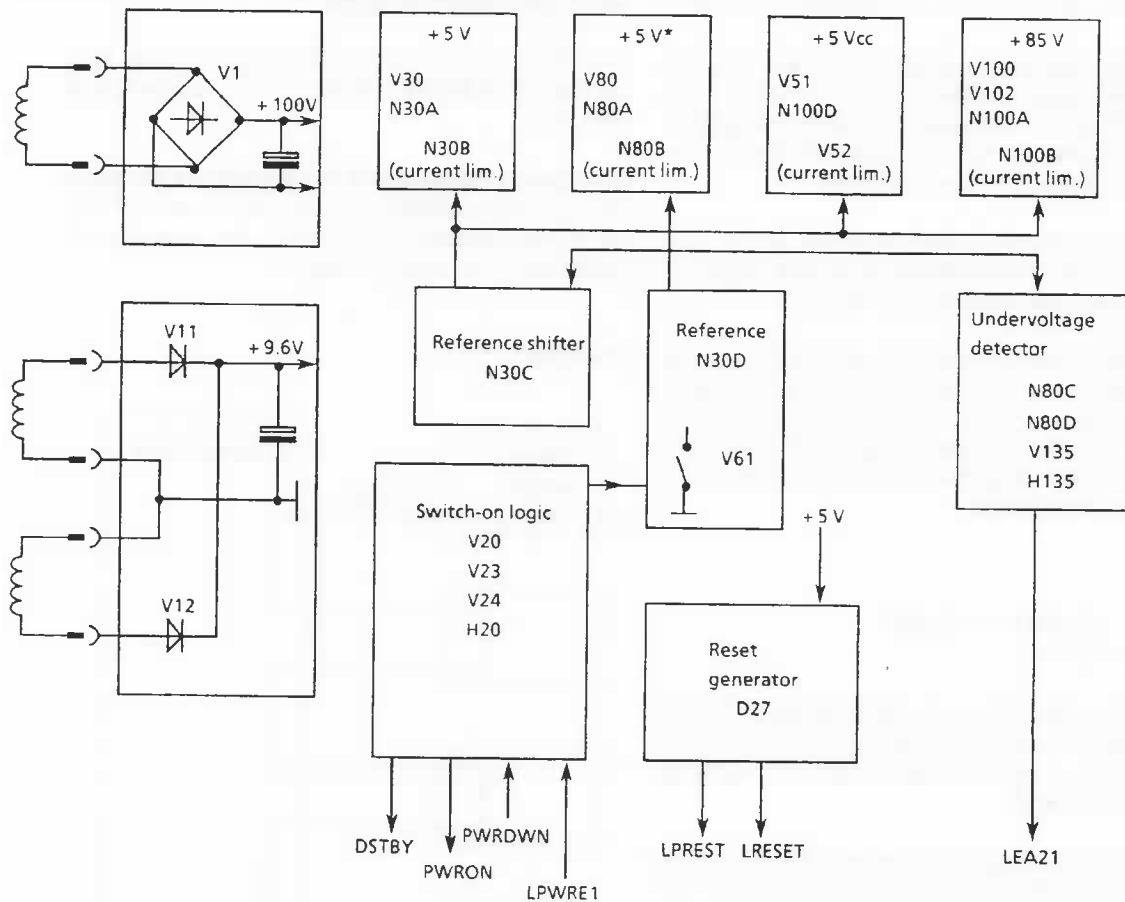 V1
+ 100V
+ 5 V
V30
N30A
N30B
(current lim.)
+ 5 V*
V80
N80A
N80B
(current lim.)
+ 5 Vcc
V51
N100D
V52
(current lim.)
+ 85 V
V100
V102
N100A
N100B
(current lim.)
V11
+ 9.6V
V12
Reference shifter
N30C
Reference
N30D
V61
Undervoltage
detector
N80C
N80D
V135
H135
Switch-on logic
V20
V23
V24
H20
+ 5 V
Reset
generator
D27
DSTBY
PWRON
PWRDWN
LPWRE1
LPREST
LRESET
LEA21